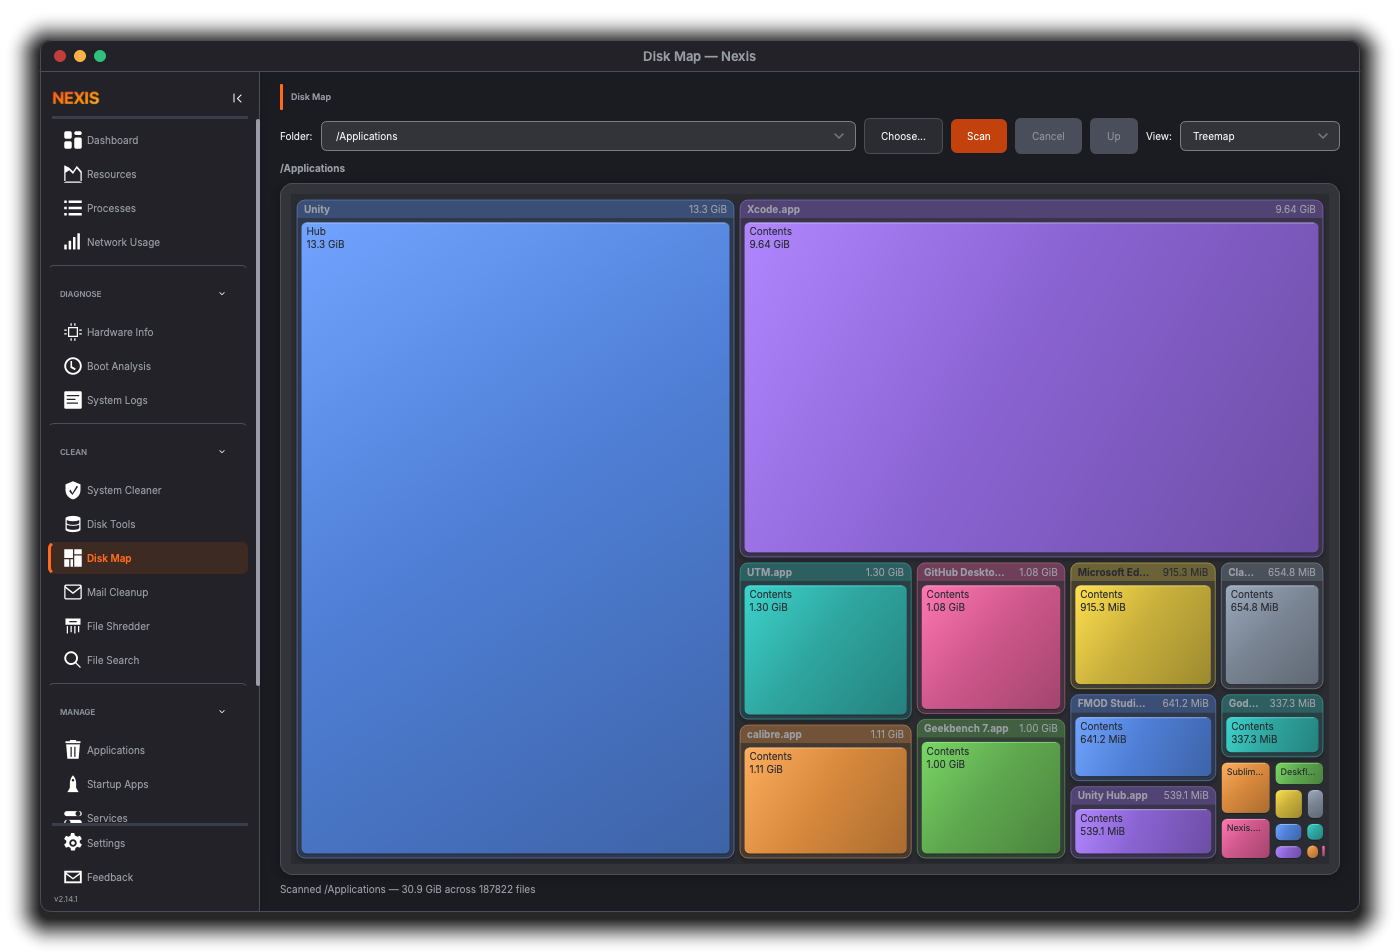 Disk Map — Nexis
NEXIS
Dashboard
Resources
Processes
Network Usage
DIAGNOSE
Hardware Info
Boot Analysis
System Logs
CLEAN
System Cleaner
Disk Tools
Disk Map
Mail Cleanup
File Shredder
File Search
MANAGE
Applications
Startup Apps
Services
Settings
Feedback
v2.14.1
Disk Map
Folder: /Applications Choose... Scan Cancel Up View: Treemap
/Applications
Unity 13.3 GiB
Hub
13.3 GiB
Xcode.app 9.64 GiB
Contents
9.64 GiB
UTM.app 1.30 GiB
Contents
1.30 GiB
GitHub Deskto... 1.08 GiB
Contents
1.08 GiB
Microsoft Ed... 915.3 MiB
Contents
915.3 MiB
Cla... 654.8 MiB
Contents
654.8 MiB
calibre.app 1.11 GiB
Contents
1.11 GiB
Geekbench 7.app 1.00 GiB
Contents
1.00 GiB
FMOD Studi... 641.2 MiB
Contents
641.2 MiB
God... 337.3 MiB
Contents
337.3 MiB
Unity Hub.app 539.1 MiB
Contents
539.1 MiB
Sublim...
Deskfl...
Nexis....
Scanned /Applications — 30.9 GiB across 187822 files